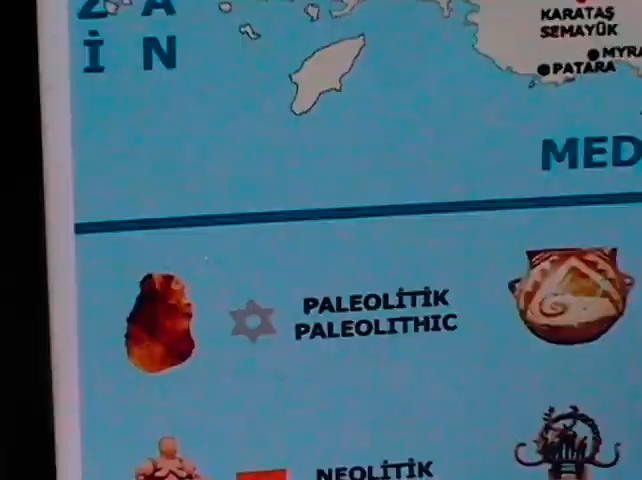 Z A
İ N
KARATAŞ
SEMAYÜK
MYRA
PATARA
MED
PALEOLİTİK
PALEOLITHIC
NEOLİTİK